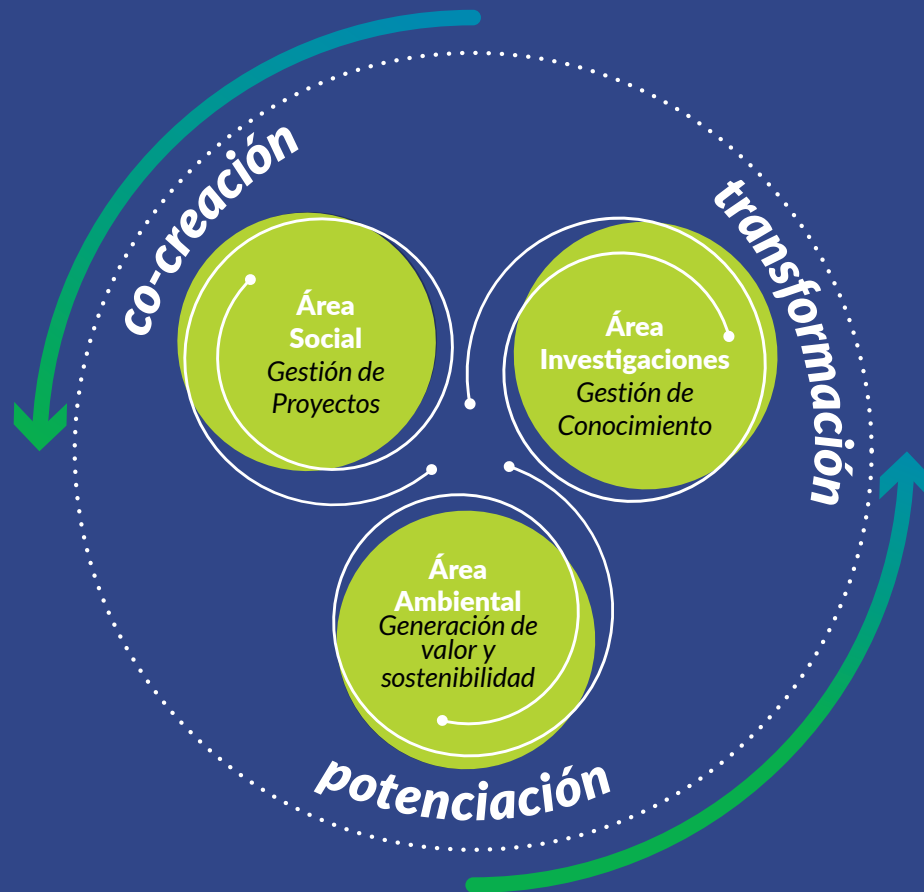 co-creación
transformación
Área
Social
Gestión de
Proyectos
Área
Investigaciones
Gestión de
Conocimiento
Área
Ambiental
Generación de
valor y
sostenibilidad
potenciación